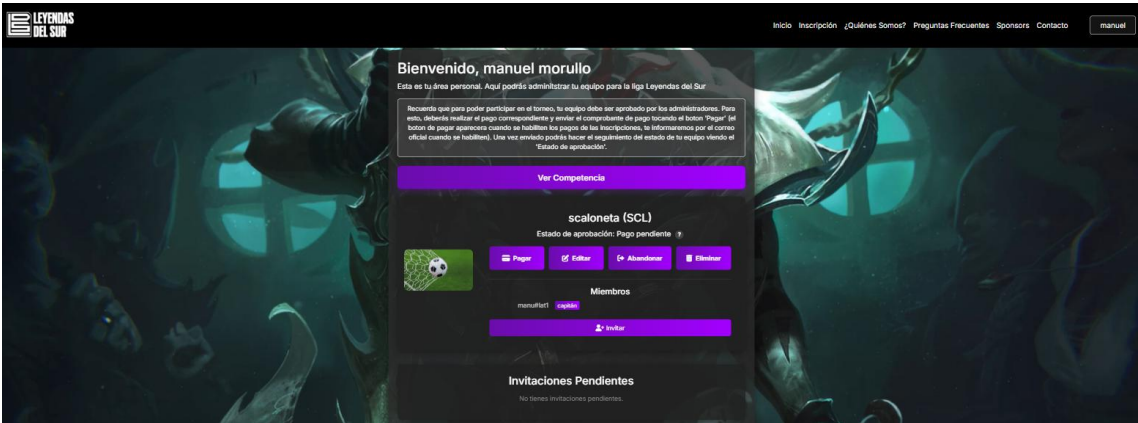 LEYENDAS
DEL SUR
Inicio Inscripción ¿Quiénes Somos? Preguntas Frecuentes Sponsors Contacto manuel
Bienvenido, manuel morullo
Esta es tu área personal. Aquí podrás adminitstrar tu equipo para la liga Leyendas del Sur
Recuerda que para poder participar en el torneo, tu equipo debe ser aprobado por los administradores. Para
esto, deberás realizar el pago correspondiente y enviar el comprobante de pago tocando el boton 'Pagar' (el
boton de pagar aparecera cuando se habiliten los pagos de las inscripciones, te informaremos por el correo
oficial cuando se habiliten). Una vez enviado podrás hacer el seguimiento del estado de tu equipo viendo el
'Estado de aprobación'.
Ver Competencia
scaloneta (SCL)
Estado de aprobación: Pago pendiente ?
Pagar Editar Abandonar Eliminar
Miembros
manu#lat1 capitán
Invitar
Invitaciones Pendientes
No tienes invitaciones pendientes.